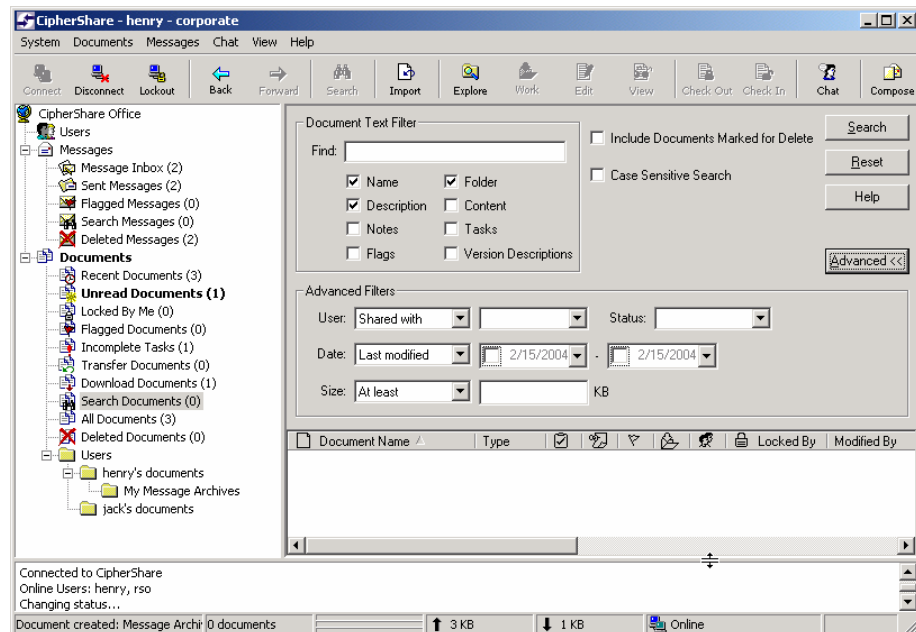 CipherShare - henry - corporate
System Documents Messages Chat View Help
Connect Disconnect Lockout Back Forward Search Import Explore Work Edit View Check Out Check In Chat Compose
CipherShare Office
Users
Messages
Message Inbox (2)
Sent Messages (2)
Flagged Messages (0)
Search Messages (0)
Deleted Messages (2)
Documents
Recent Documents (3)
Unread Documents (1)
Locked By Me (0)
Flagged Documents (0)
Incomplete Tasks (1)
Transfer Documents (0)
Download Documents (1)
Search Documents (0)
All Documents (3)
Deleted Documents (0)
Users
henry's documents
My Message Archives
jack's documents
Document Text Filter
Find:
Name Folder
Description Content
Notes Tasks
Flags Version Descriptions
Include Documents Marked for Delete
Case Sensitive Search
Search
Reset
Help
Advanced <<
Advanced Filters
User: Shared with Status:
Date: Last modified 2/15/2004 - 2/15/2004
Size: At least KB
Document Name Type Locked By Modified By
Connected to CipherShare
Online Users: henry, rso
Changing status...
Document created: Message Archi 0 documents 3 KB 1 KB Online